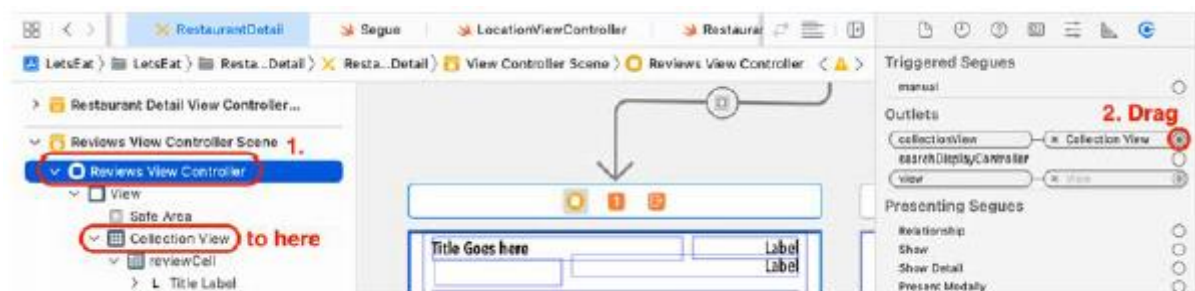 RestaurantDetail
Segue
LocationViewController
Restaurar
LetsEat
LetsEat
Resta...Detail
Resta...Detail
View Controller Scene
Reviews View Controller
Restaurant Detail View Controller...
Reviews View Controller Scene
1.
Reviews View Controller
View
Safe Area
Collection View
to here
reviewCell
L Title Label
Title Goes here
Label
Label
Triggered Segues
manual
Outlets
2. Drag
collectionView
Collection View
searchDisplayController
view
View
Presenting Segues
Relationship
Show
Show Detail
Present Modally